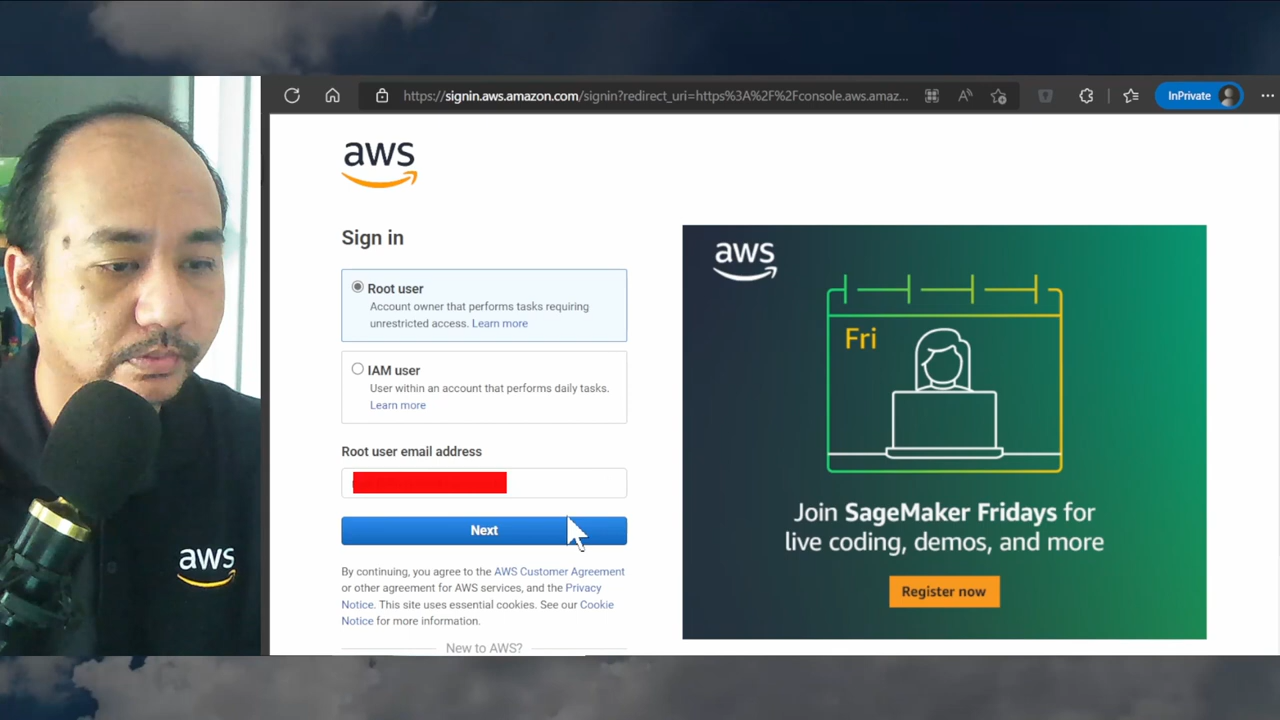 https://signin.aws.amazon.com/signin?redirect_uri=https%3A%2F%2Fconsole.aws.amaz...
InPrivate
aws
Sign in
Root user
Account owner that performs tasks requiring
unrestricted access. Learn more
IAM user
User within an account that performs daily tasks.
Learn more
Root user email address
Next
By continuing, you agree to the AWS Customer Agreement
or other agreement for AWS services, and the Privacy
Notice. This site uses essential cookies. See our Cookie
Notice for more information.
New to AWS?
aws
Fri
Join SageMaker Fridays for
live coding, demos, and more
Register now
aws